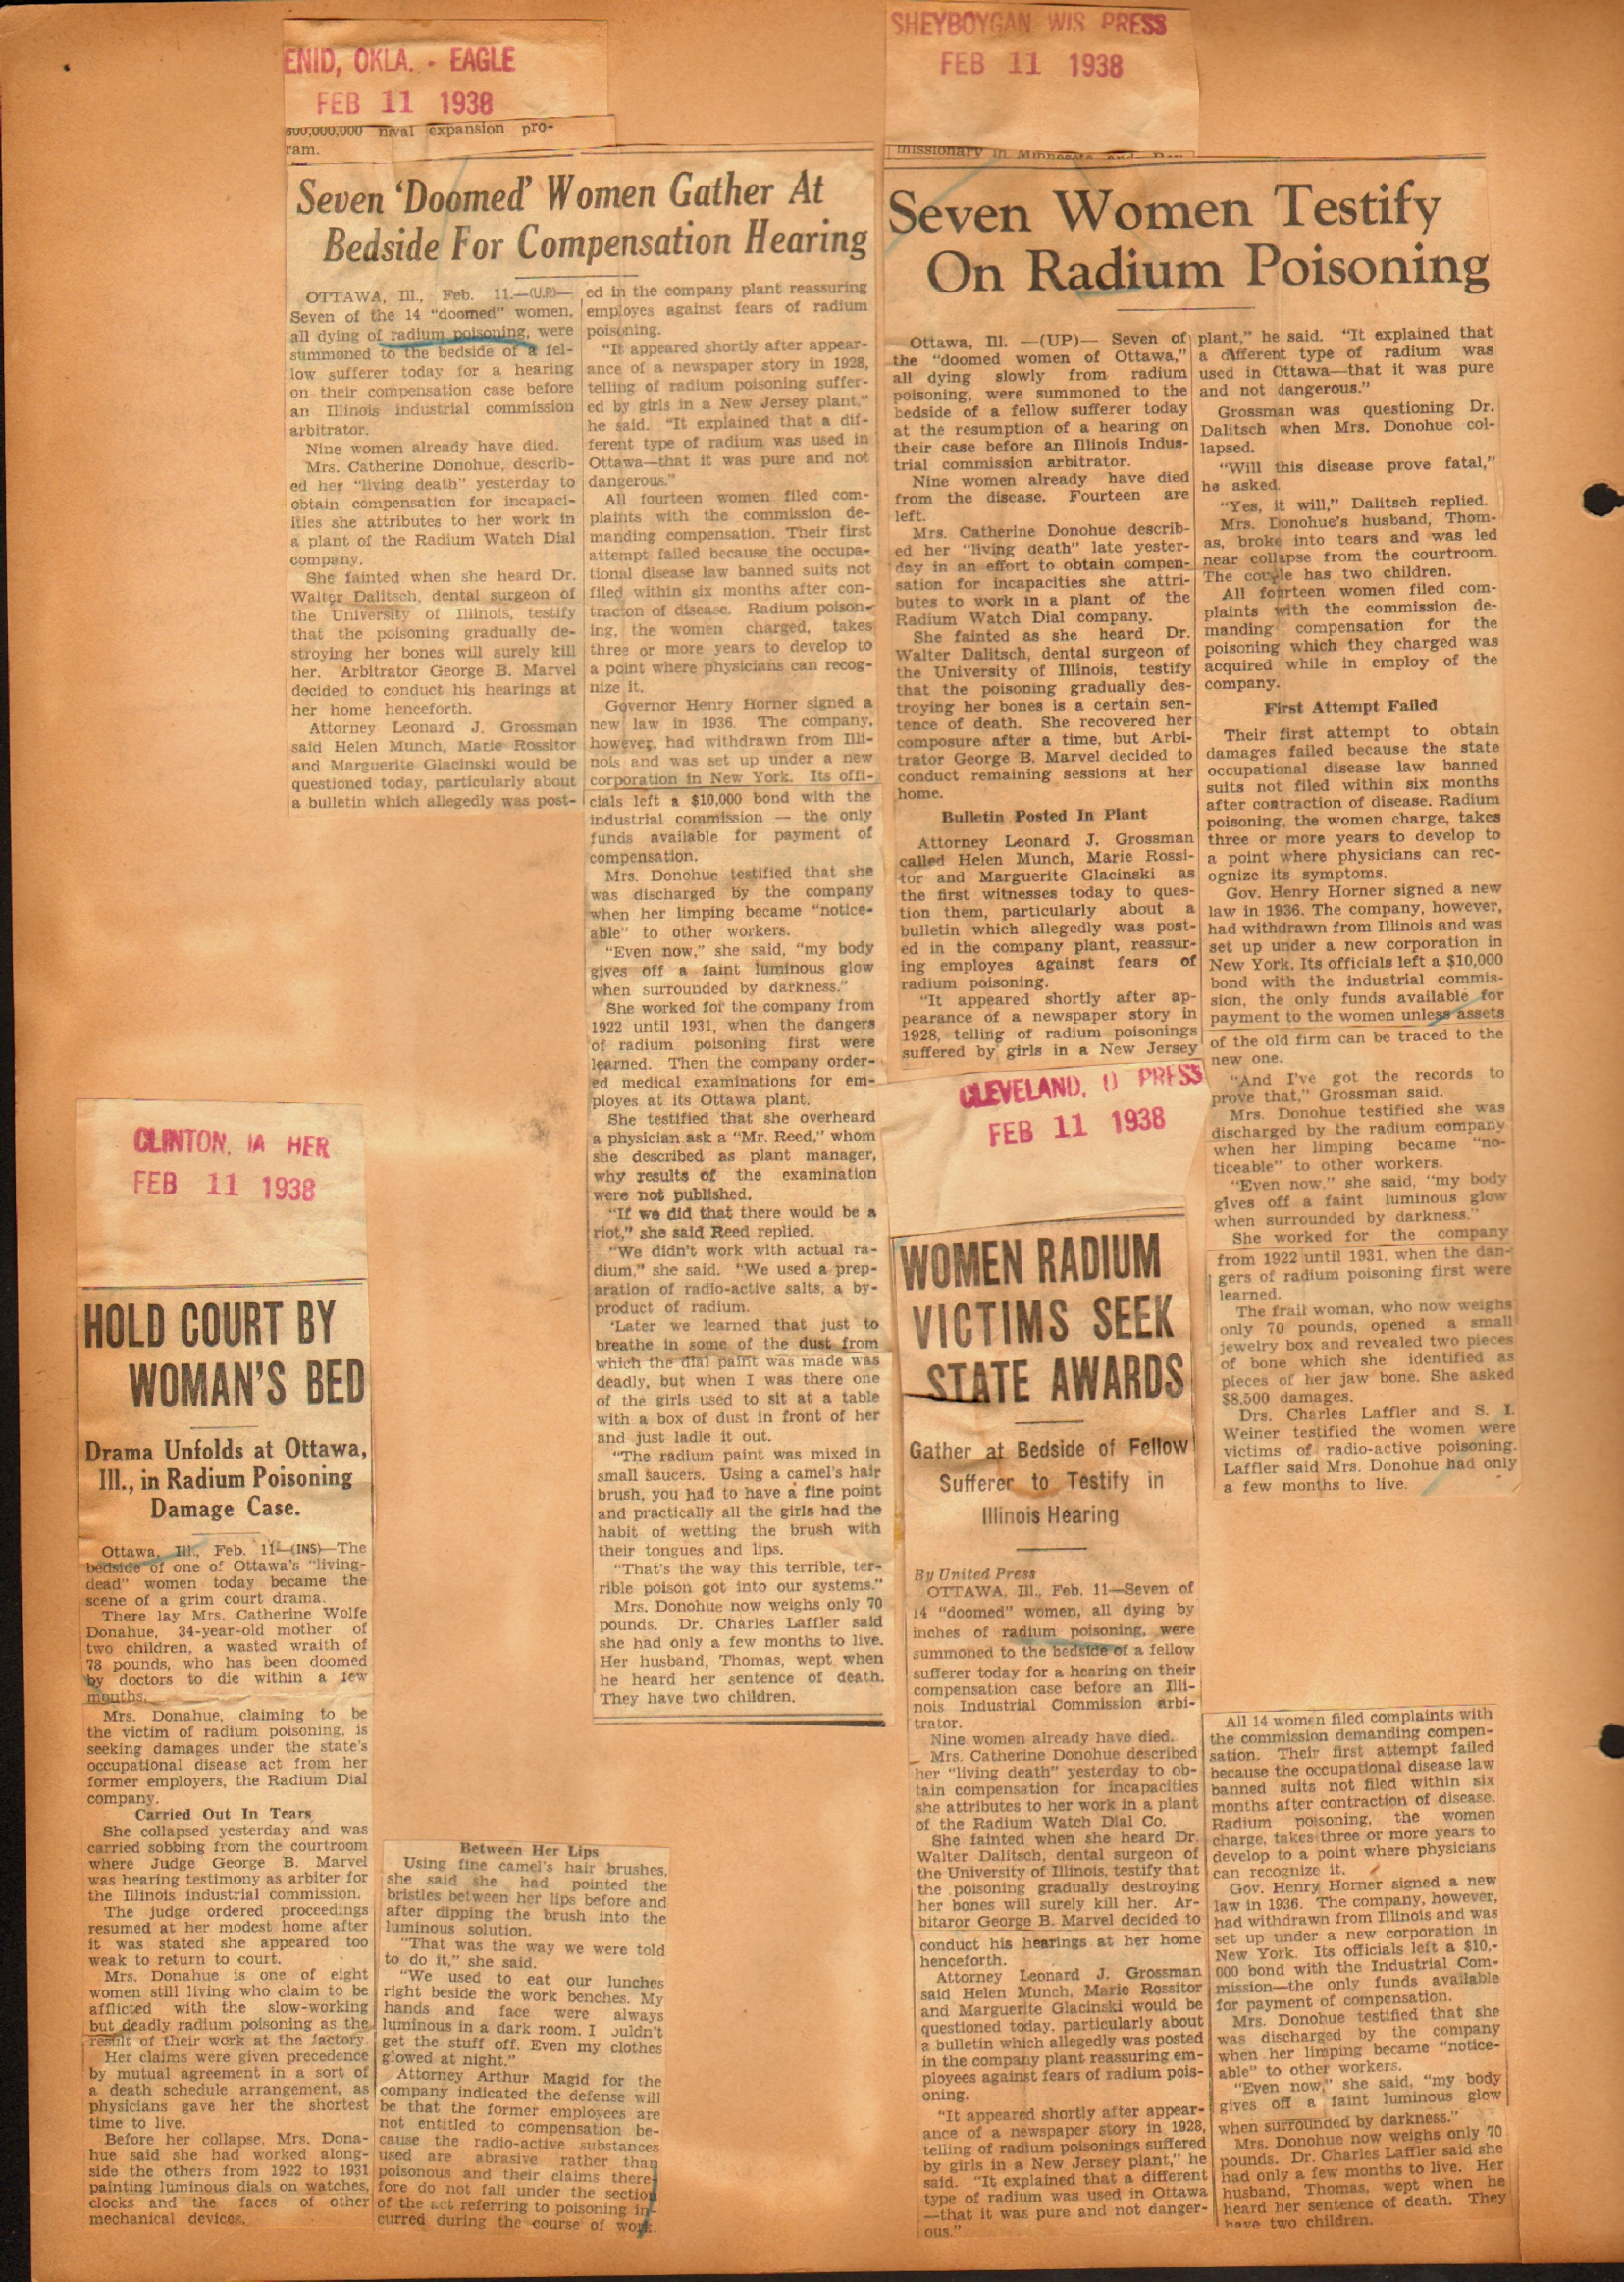 ENID, OKLA. - EAGLE
FEB 11 1938
naval expansion pro-
ram.
Seven ‘Doomed’ Women Gather At
Bedside For Compensation Hearing
OTTAWA, Ill., Feb. 11.—(U.P.)—
Seven of the 14 “doomed” women,
all dying of radium poisoning, were
summoned to the bedside of a fel-
low sufferer today for a hearing
on their compensation case before
an Illinois industrial commission
arbitrator.
Nine women already have died.
Mrs. Catherine Donohue, describ-
ed her “living death” yesterday to
obtain compensation for incapaci-
ities she attributes to her work in
a plant of the Radium Watch Dial
company.
She fainted when she heard Dr.
Walter Dalitsch, dental surgeon of
the University of Illinois, testify
that the poisoning gradually de-
stroying her bones will surely kill
her. Arbitrator George B. Marvel
decided to conduct his hearings at
her home henceforth.
Attorney Leonard J. Grossman
said Helen Munch, Marie Rossitor
and Marguerite Glacinski would be
questioned today, particularly about
a bulletin which allegedly was post-
ed in the company plant reassuring
employes against fears of radium
poisoning.
“It appeared shortly after appear-
ance of a newspaper story in 1928,
telling of radium poisoning suffer-
ed by girls in a New Jersey plant,”
he said. “It explained that a dif-
ferent type of radium was used in
Ottawa—that it was pure and not
dangerous.”
All fourteen women filed com-
plaints with the commission de-
manding compensation. Their first
attempt failed because the occupa-
tional disease law banned suits not
filed within six months after con-
tracton of disease. Radium poison-
ing, the women charged, takes
three or more years to develop to
a point where physicians can recog-
nize it.
Governor Henry Horner signed a
new law in 1936. The company,
however, had withdrawn from Illi-
nois and was set up under a new
corporation in New York. Its offi-
cials left a $10,000 bond with the
industrial commission — the only
funds available for payment of
compensation.
Mrs. Donohue testified that she
was discharged by the company
when her limping became “notice-
able” to other workers.
“Even now,” she said, “my body
gives off a faint luminous glow
when surrounded by darkness.”
She worked for the company from
1922 until 1931, when the dangers
of radium poisoning first were
learned. Then the company order-
ed medical examinations for em-
ployes at its Ottawa plant.
She testified that she overheard
a physician ask a “Mr. Reed,” whom
she described as plant manager,
why results of the examination
were not published.
“If we did that there would be a
riot,” she said Reed replied.
“We didn't work with actual ra-
dium,” she said. “We used a prep-
aration of radio-active salts, a by-
product of radium.
‘Later we learned that just to
breathe in some of the dust from
which the dial paint was made was
deadly, but when I was there one
of the girls used to sit at a table
with a box of dust in front of her
and just ladle it out.
“The radium paint was mixed in
small saucers. Using a camel's hair
brush, you had to have a fine point
and practically all the girls had the
habit of wetting the brush with
their tongues and lips.
“That's the way this terrible, ter-
rible poison got into our systems.”
Mrs. Donohue now weighs only 70
pounds. Dr. Charles Laffler said
she had only a few months to live.
Her husband, Thomas, wept when
he heard her sentence of death.
They have two children.
SHEYBOYGAN WIS PRESS
FEB 11 1938
missionary in Minnesota and
Seven Women Testify
On Radium Poisoning
Ottawa, Ill. —(UP)— Seven of
the “doomed women of Ottawa,”
all dying slowly from radium
poisoning, were summoned to the
bedside of a fellow sufferer today
at the resumption of a hearing on
their case before an Illinois Indus-
trial commission arbitrator.
Nine women already have died
from the disease. Fourteen are
left.
Mrs. Catherine Donohue describ-
ed her “living death” late yester-
day in an effort to obtain compen-
sation for incapacities she attri-
butes to work in a plant of the
Radium Watch Dial company.
She fainted as she heard Dr.
Walter Dalitsch, dental surgeon of
the University of Illinois, testify
that the poisoning gradually des-
troying her bones is a certain sen-
tence of death. She recovered her
composure after a time, but Arbi-
trator George B. Marvel decided to
conduct remaining sessions at her
home.
Bulletin Posted In Plant
Attorney Leonard J. Grossman
called Helen Munch, Marie Rossi-
tor and Marguerite Glacinski as
the first witnesses today to ques-
tion them, particularly about a
bulletin which allegedly was post-
ed in the company plant, reassur-
ing employes against fears of
radium poisoning.
“It appeared shortly after ap-
pearance of a newspaper story in
1928, telling of radium poisonings
suffered by girls in a New Jersey
plant,” he said. “It explained that
a different type of radium was
used in Ottawa—that it was pure
and not dangerous.”
Grossman was questioning Dr.
Dalitsch when Mrs. Donohue col-
lapsed.
“Will this disease prove fatal,”
he asked.
“Yes, it will,” Dalitsch replied.
Mrs. Donohue's husband, Thom-
as, broke into tears and was led
near collapse from the courtroom.
The couple has two children.
All fourteen women filed com-
plaints with the commission de-
manding compensation for the
poisoning which they charged was
acquired while in employ of the
company.
First Attempt Failed
Their first attempt to obtain
damages failed because the state
occupational disease law banned
suits not filed within six months
after contraction of disease. Radium
poisoning, the women charge, takes
three or more years to develop to
a point where physicians can rec-
ognize its symptoms.
Gov. Henry Horner signed a new
law in 1936. The company, however,
had withdrawn from Illinois and was
set up under a new corporation in
New York. Its officials left a $10,000
bond with the industrial commis-
sion, the only funds available for
payment to the women unless assets
of the old firm can be traced to the
new one.
“And I've got the records to
prove that,” Grossman said.
Mrs. Donohue testified she was
discharged by the radium company
when her limping became “no-
ticeable” to other workers.
“Even now,” she said, “my body
gives off a faint luminous glow
when surrounded by darkness.”
She worked for the company
from 1922 until 1931, when the dan-
gers of radium poisoning first were
learned.
The frail woman, who now weighs
only 70 pounds, opened a small
jewelry box and revealed two pieces
of bone which she identified as
pieces of her jaw bone. She asked
$8,500 damages.
Drs. Charles Laffler and S. I.
Weiner testified the women were
victims of radio-active poisoning.
Laffler said Mrs. Donohue had only
a few months to live.
CLINTON, IA HER
FEB 11 1938
HOLD COURT BY
WOMAN'S BED
Drama Unfolds at Ottawa,
Ill., in Radium Poisoning
Damage Case.
Ottawa, Ill., Feb. 11—(INS)—The
bedside of one of Ottawa's “living-
dead” women today became the
scene of a grim court drama.
There lay Mrs. Catherine Wolfe
Donahue, 34-year-old mother of
two children, a wasted wraith of
78 pounds, who has been doomed
by doctors to die within a few
months.
Mrs. Donahue, claiming to be
the victim of radium poisoning, is
seeking damages under the state's
occupational disease act from her
former employers, the Radium Dial
company.
Carried Out In Tears
She collapsed yesterday and was
carried sobbing from the courtroom
where Judge George B. Marvel
was hearing testimony as arbiter for
the Illinois industrial commission.
The judge ordered proceedings
resumed at her modest home after
it was stated she appeared too
weak to return to court.
Mrs. Donahue is one of eight
women still living who claim to be
afflicted with the slow-working
but deadly radium poisoning as the
result of their work at the factory.
Her claims were given precedence
by mutual agreement in a sort of
a death schedule arrangement, as
physicians gave her the shortest
time to live.
Before her collapse, Mrs. Dona-
hue said she had worked along-
side the others from 1922 to 1931
painting luminous dials on watches,
clocks and the faces of other
mechanical devices.
Between Her Lips
Using fine camel's hair brushes,
she said she had pointed the
bristles between her lips before and
after dipping the brush into the
luminous solution.
“That was the way we were told
to do it,” she said.
“We used to eat our lunches
right beside the work benches. My
hands and face were always
luminous in a dark room. I ouldn't
get the stuff off. Even my clothes
glowed at night.”
Attorney Arthur Magid for the
company indicated the defense will
be that the former employees are
not entitled to compensation be-
cause the radio-active substances
used are abrasive rather than
poisonous and their claims there-
fore do not fall under the section
of the act referring to poisoning in-
curred during the course of work.
CLEVELAND, O PRESS
FEB 11 1938
WOMEN RADIUM
VICTIMS SEEK
STATE AWARDS
Gather at Bedside of Fellow
Sufferer to Testify in
Illinois Hearing
By United Press
OTTAWA, Ill., Feb. 11—Seven of
14 “doomed” women, all dying by
inches of radium poisoning, were
summoned to the bedside of a fellow
sufferer today for a hearing on their
compensation case before an Illi-
nois Industrial Commission arbi-
trator.
Nine women already have died.
Mrs. Catherine Donohue described
her “living death” yesterday to ob-
tain compensation for incapacities
she attributes to her work in a plant
of the Radium Watch Dial Co.
She fainted when she heard Dr.
Walter Dalitsch, dental surgeon of
the University of Illinois, testify that
the poisoning gradually destroying
her bones will surely kill her. Ar-
bitaror George B. Marvel decided to
conduct his hearings at her home
henceforth.
Attorney Leonard J. Grossman
said Helen Munch, Marie Rossitor
and Marguerite Glacinski would be
questioned today, particularly about
a bulletin which allegedly was posted
in the company plant reassuring em-
ployees against fears of radium pois-
oning.
“It appeared shortly after appear-
ance of a newspaper story in 1928,
telling of radium poisonings suffered
by girls in a New Jersey plant,” he
said. “It explained that a different
type of radium was used in Ottawa
—that it was pure and not danger-
ous.”
All 14 women filed complaints with
the commission demanding compen-
sation. Their first attempt failed
because the occupational disease law
banned suits not filed within six
months after contraction of disease.
Radium poisoning, the women
charge, takes three or more years to
develop to a point where physicians
can recognize it.
Gov. Henry Horner signed a new
law in 1936. The company, however,
had withdrawn from Illinois and was
set up under a new corporation in
New York. Its officials left a $10,-
000 bond with the Industrial Com-
mission—the only funds available
for payment of compensation.
Mrs. Donohue testified that she
was discharged by the company
when her limping became “notice-
able” to other workers.
“Even now,” she said, “my body
gives off a faint luminous glow
when surrounded by darkness.”
Mrs. Donohue now weighs only 70
pounds. Dr. Charles Laffler said she
had only a few months to live. Her
husband, Thomas, wept when he
heard her sentence of death. They
have two children.